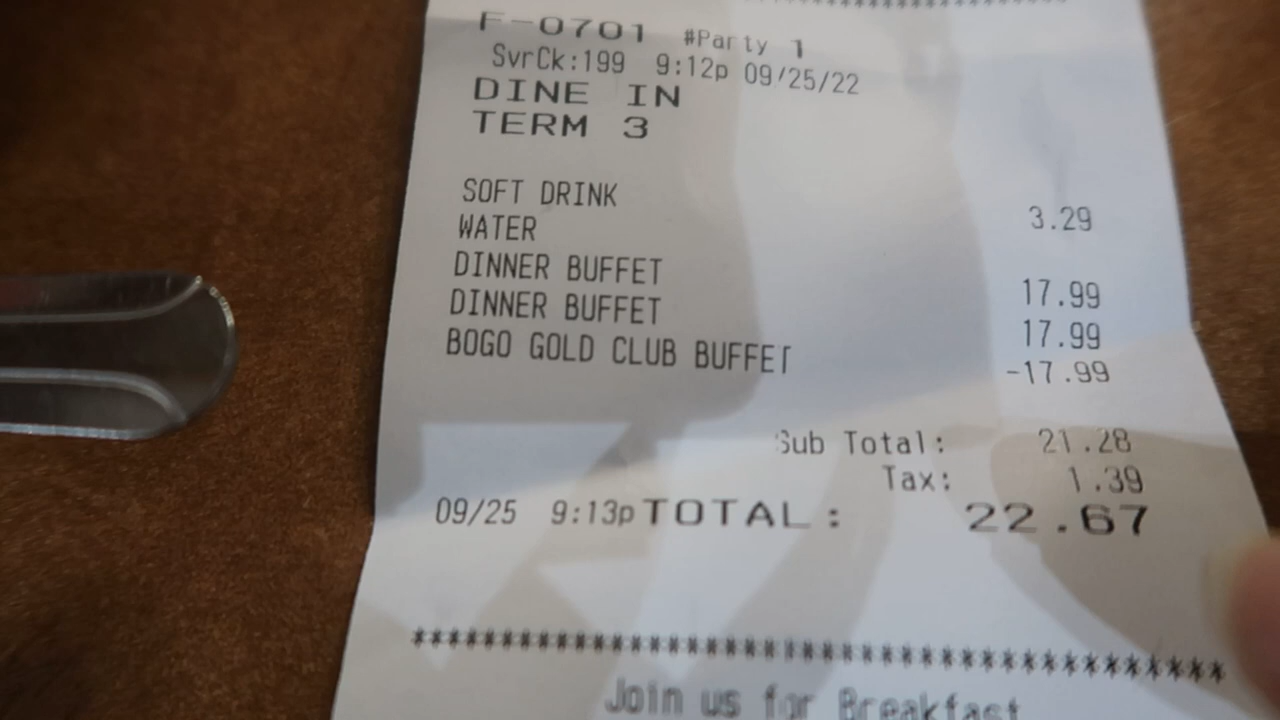 F-0701 #Party 1
SvrCk:199 9:12p 09/25/22
DINE IN
TERM 3
SOFT DRINK 3.29
WATER
DINNER BUFFET 17.99
DINNER BUFFET 17.99
BOGO GOLD CLUB BUFFET -17.99
Sub Total: 21.28
Tax: 1.39
09/25 9:13p TOTAL: 22.67
****************************************
Join us for Breakfast